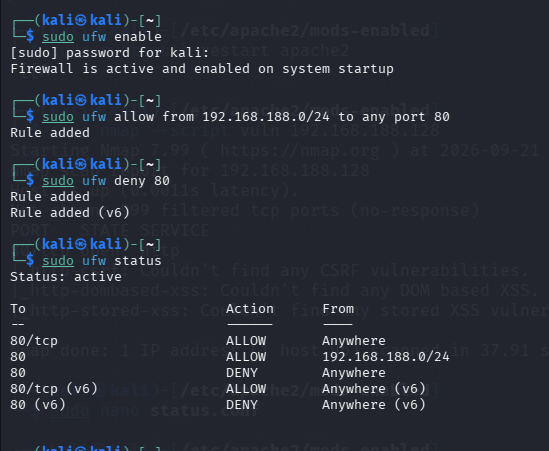 ┌──(kali㉿kali)-[~]
└─$ sudo ufw enable
[sudo] password for kali:
Firewall is active and enabled on system startup
┌──(kali㉿kali)-[~]
└─$ sudo ufw allow from 192.168.188.0/24 to any port 80
Rule added
┌──(kali㉿kali)-[~]
└─$ sudo ufw deny 80
Rule added
Rule added (v6)
┌──(kali㉿kali)-[~]
└─$ sudo ufw status
Status: active
To Action From
-- ------ ----
80/tcp ALLOW Anywhere
80 ALLOW 192.168.188.0/24
80 DENY Anywhere
80/tcp (v6) ALLOW Anywhere (v6)
80 (v6) DENY Anywhere (v6)
┌──(kali㉿kali)-[~]